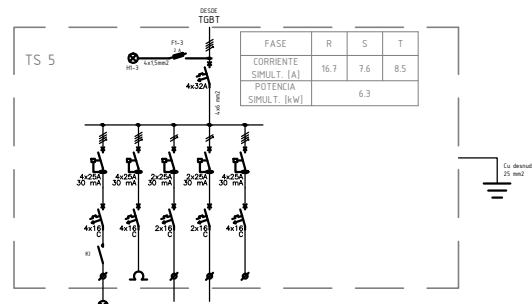 DESDE
TGBT
TS 5
F1-3
2 A
H1-3
4x1,5mm2
4x32A
4x6 mm2
FASE R S T
CORRIENTE SIMULT. [A] 16.7 7.6 8.5
POTENCIA SIMULT. [kW] 6.3
4x25A 4x25A 2x25A 2x25A 4x25A
30 mA 30 mA 30 mA 30 mA 30 mA
Cu desnud
25 mm2
4x16 4x16 2x16 2x16 4x16
C C C C C